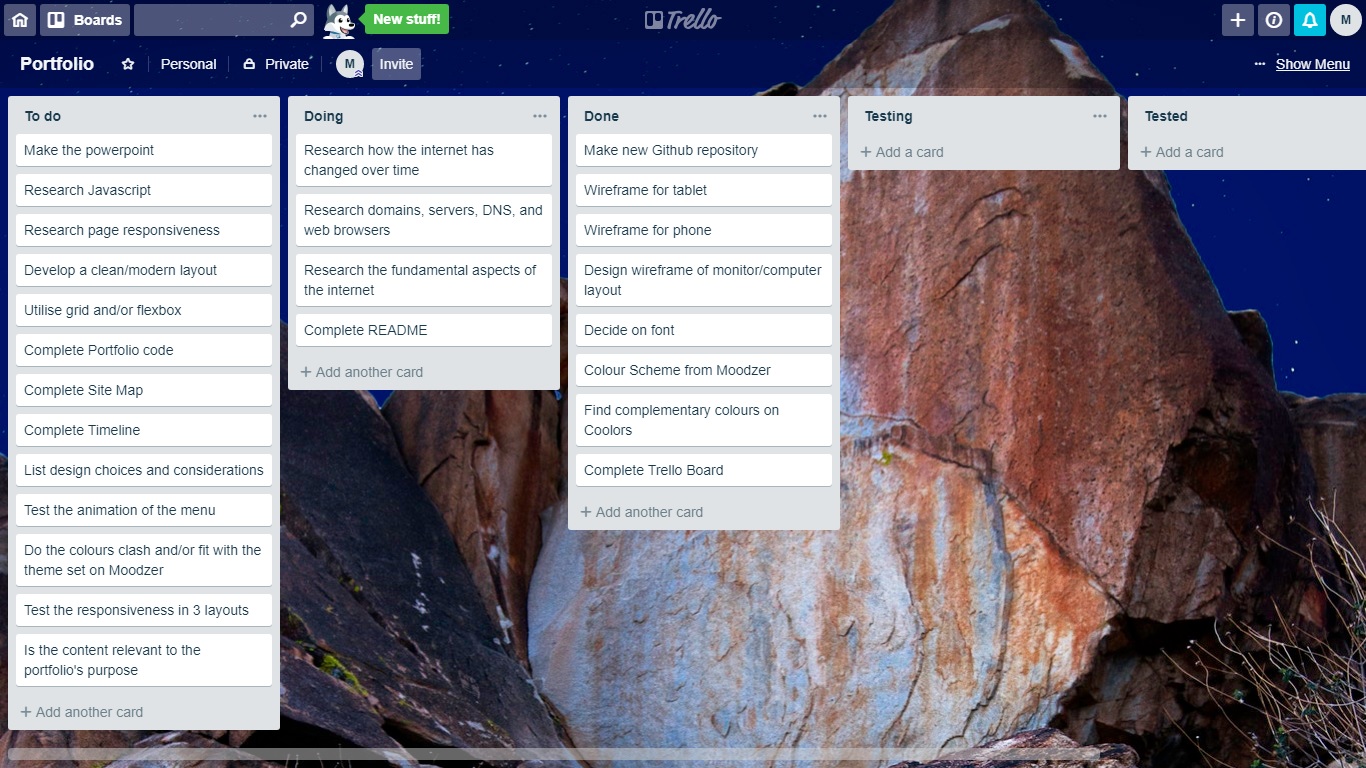 Boards
New stuff!
Trello
M
Portfolio
Personal
Private
M
Invite
Show Menu
To do
Make the powerpoint
Research Javascript
Research page responsiveness
Develop a clean/modern layout
Utilise grid and/or flexbox
Complete Portfolio code
Complete Site Map
Complete Timeline
List design choices and considerations
Test the animation of the menu
Do the colours clash and/or fit with the
theme set on Moodzer
Test the responsiveness in 3 layouts
Is the content relevant to the
portfolio's purpose
+ Add another card
Doing
Research how the internet has
changed over time
Research domains, servers, DNS, and
web browsers
Research the fundamental aspects of
the internet
Complete README
+ Add another card
Done
Make new Github repository
Wireframe for tablet
Wireframe for phone
Design wireframe of monitor/computer
layout
Decide on font
Colour Scheme from Moodzer
Find complementary colours on
Coolors
Complete Trello Board
+ Add another card
Testing
+ Add a card
Tested
+ Add a card